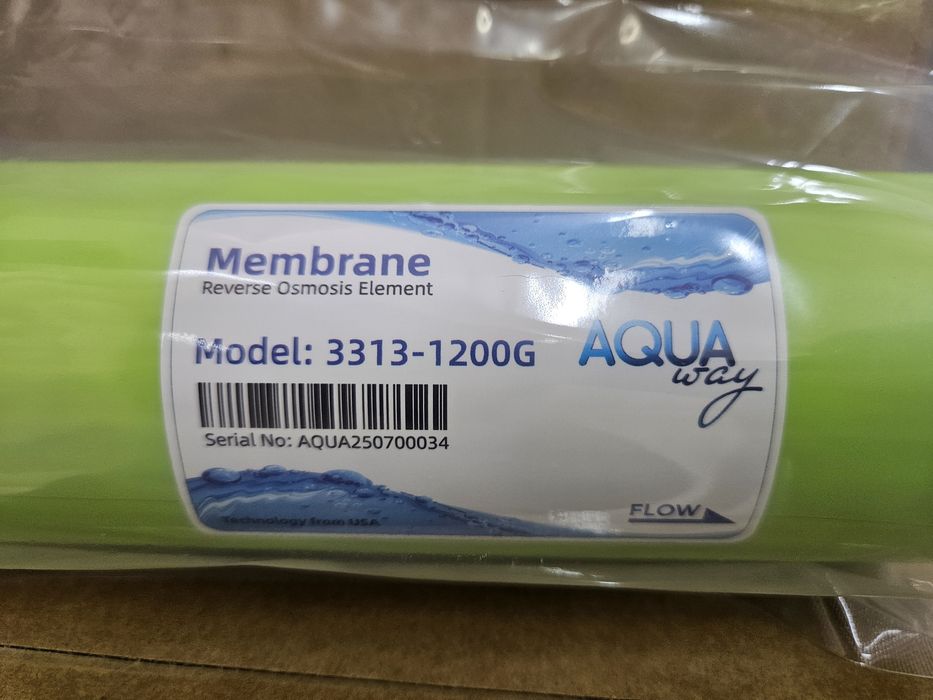 Membrane
Reverse Osmosis Element
Model: 3313-1200G
AQUA
way
Serial No: AQUA250700034
Technology from USA
FLOW